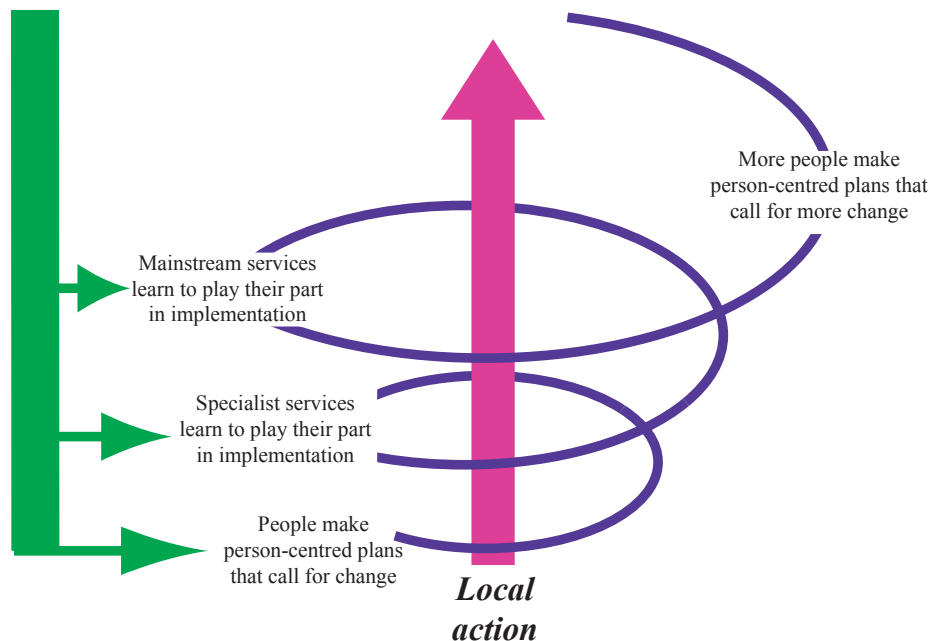 More people make
person-centred plans that
call for more change
Mainstream services
learn to play their part
in implementation
Specialist services
learn to play their part
in implementation
People make
person-centred plans
that call for change
Local
action